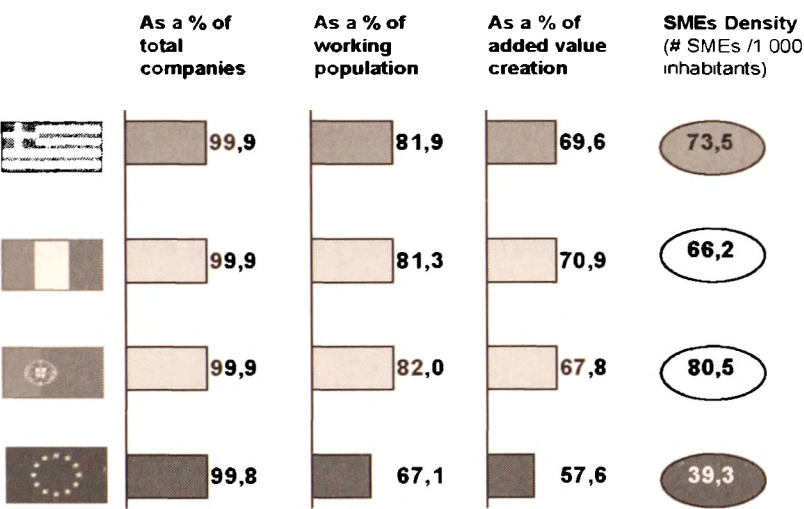 As a % of
total
companies
As a % of
working
population
As a % of
added value
creation
SMEs Density
(# SMEs /1 000
inhabitants)
99,9 81,9 69,6 73,5
99,9 81,3 70,9 66,2
99,9 82,0 67,8 80,5
99,8 67,1 57,6 39,3